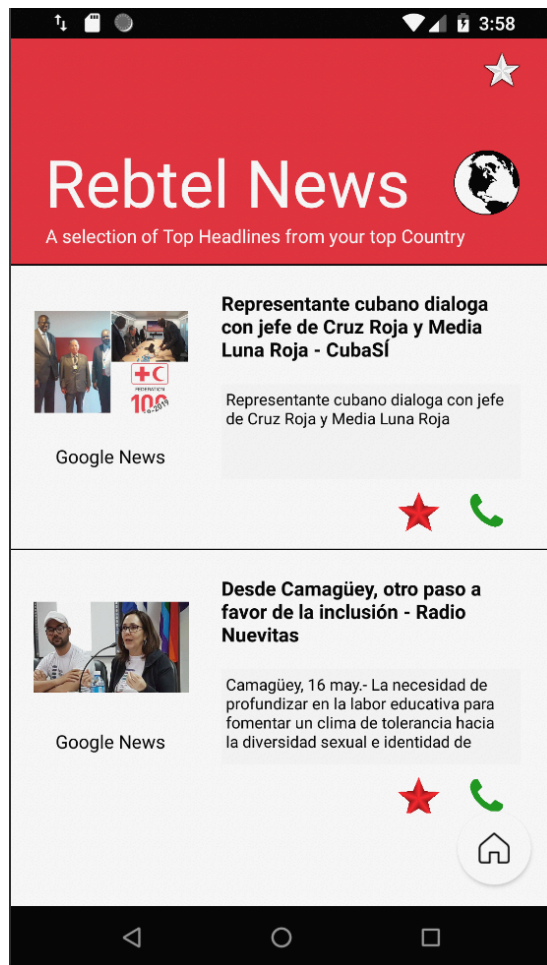 3:58
Rebtel News
A selection of Top Headlines from your top Country
Representante cubano dialoga
con jefe de Cruz Roja y Media
Luna Roja - CubaSÍ
Representante cubano dialoga con jefe
de Cruz Roja y Media Luna Roja
Google News
Desde Camagüey, otro paso a
favor de la inclusión - Radio
Nuevitas
Camagüey, 16 may.- La necesidad de
profundizar en la labor educativa para
fomentar un clima de tolerancia hacia
la diversidad sexual e identidad de
Google News